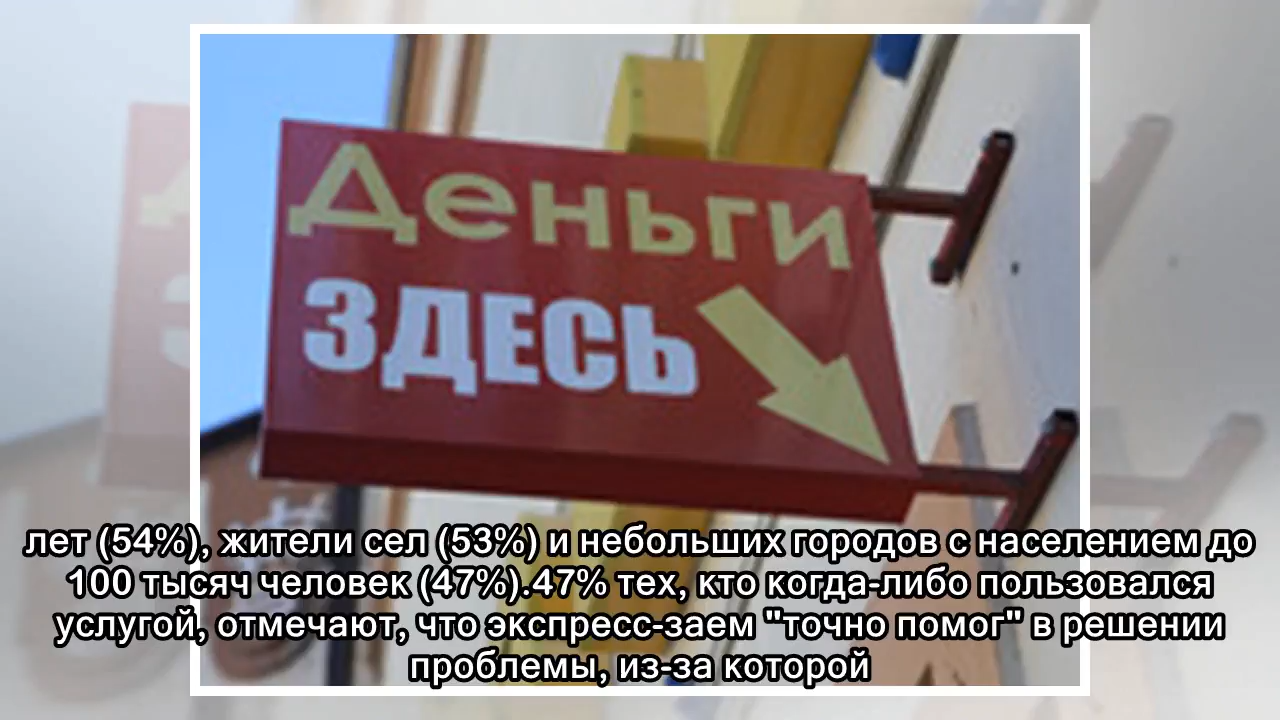 Деньги
ЗДЕСЬ
лет (54%), жители сел (53%) и небольших городов с населением до
100 тысяч человек (47%).47% тех, кто когда-либо пользовался
услугой, отмечают, что экспресс-заем "точно помог" в решении
проблемы, из-за которой